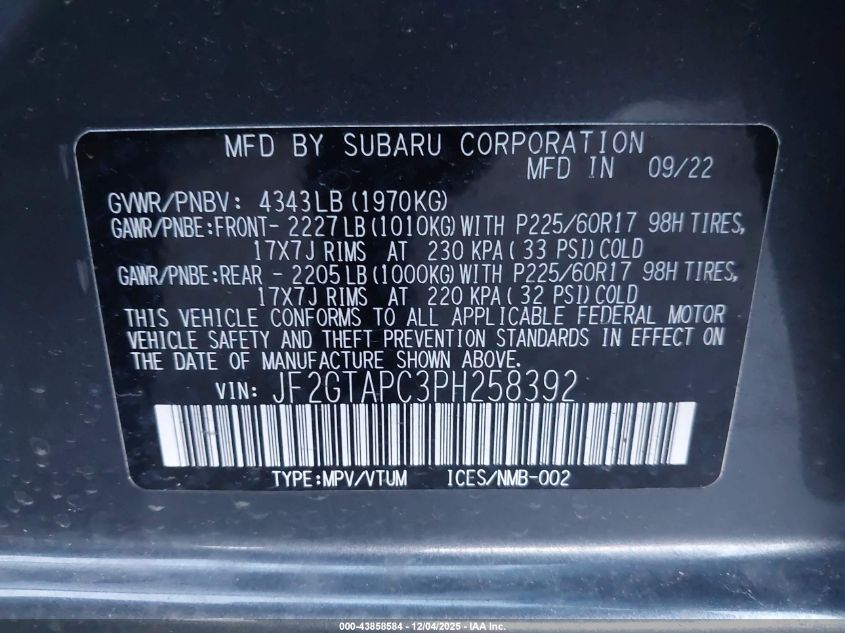 MFD BY SUBARU CORPORATION
MFD IN 09/22
GVWR/PNBV: 4343LB (1970KG)
GAWR/PNBE:FRONT- 2227LB (1010KG) WITH P225/60R17 98H TIRES,
17X7J RIMS AT 230 KPA ( 33 PSI) COLD
GAWR/PNBE:REAR - 2205LB (1000KG) WITH P225/60R17 98H TIRES,
17X7J RIMS AT 220 KPA ( 32 PSI) COLD
THIS VEHICLE CONFORMS TO ALL APPLICABLE FEDERAL MOTOR
VEHICLE SAFETY AND THEFT PREVENTION STANDARDS IN EFFECT ON
THE DATE OF MANUFACTURE SHOWN ABOVE.
VIN: JF2GTAPC3PH258392
TYPE:MPV/VTUM ICES/NMB-002
000-43858584 - 12/04/2025 - IAA Inc.